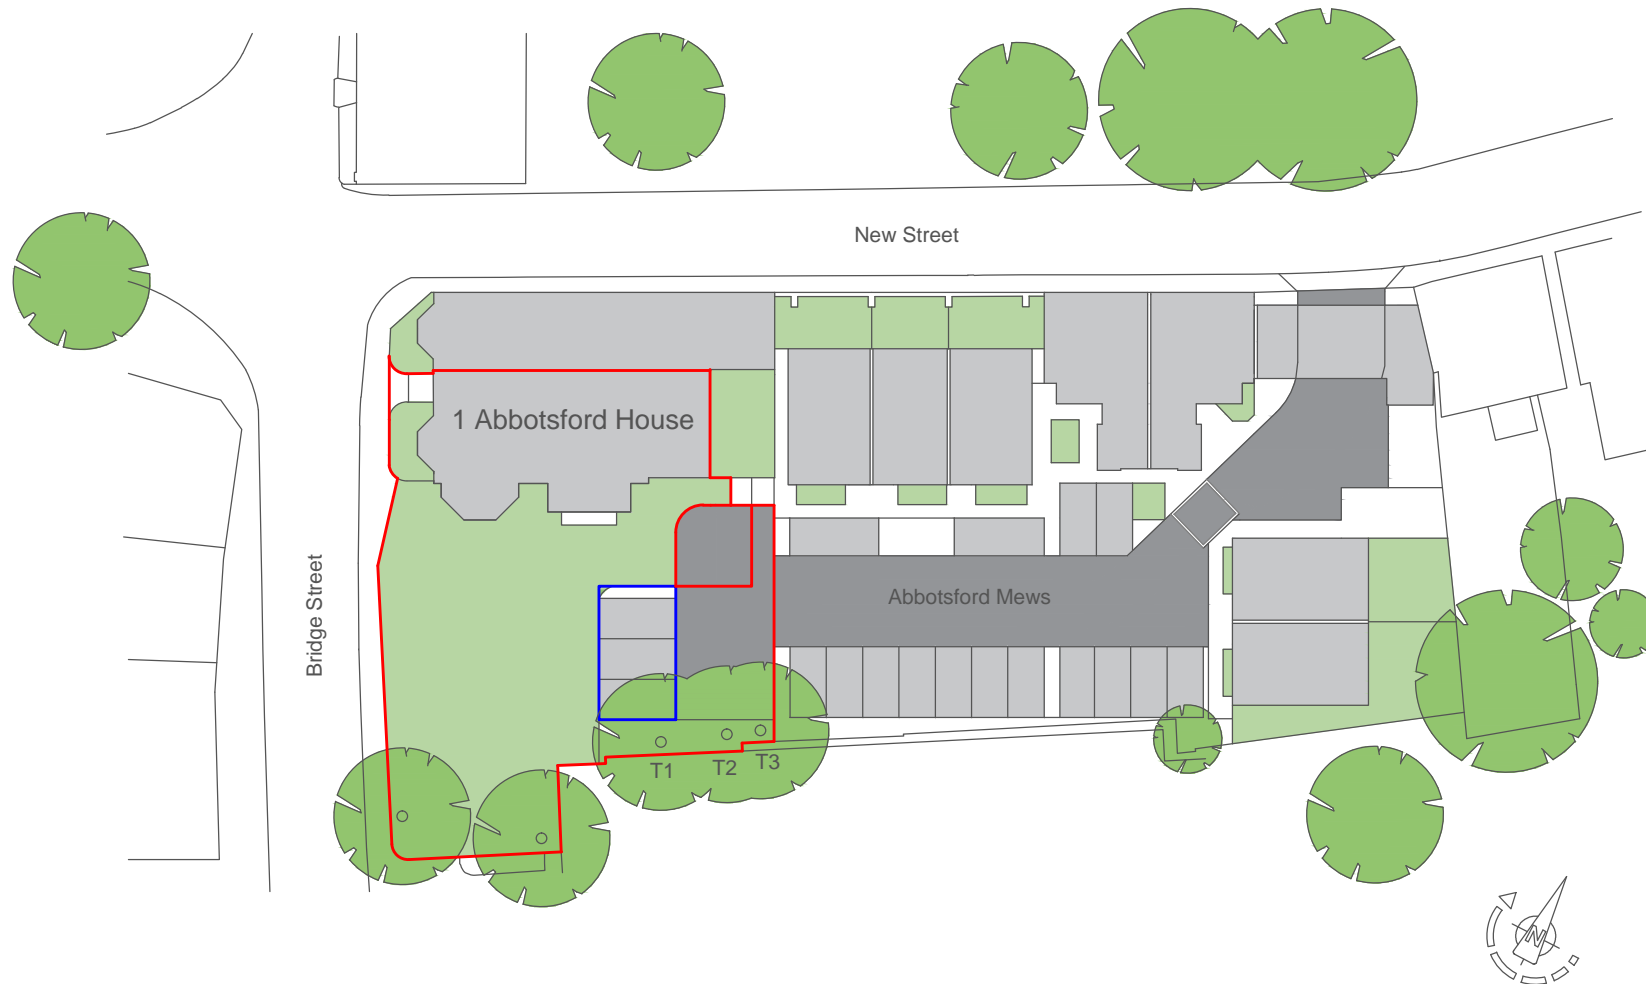 New Street
1 Abbotsford House
Bridge Street
Abbotsford Mews
T1
T2
T3
N